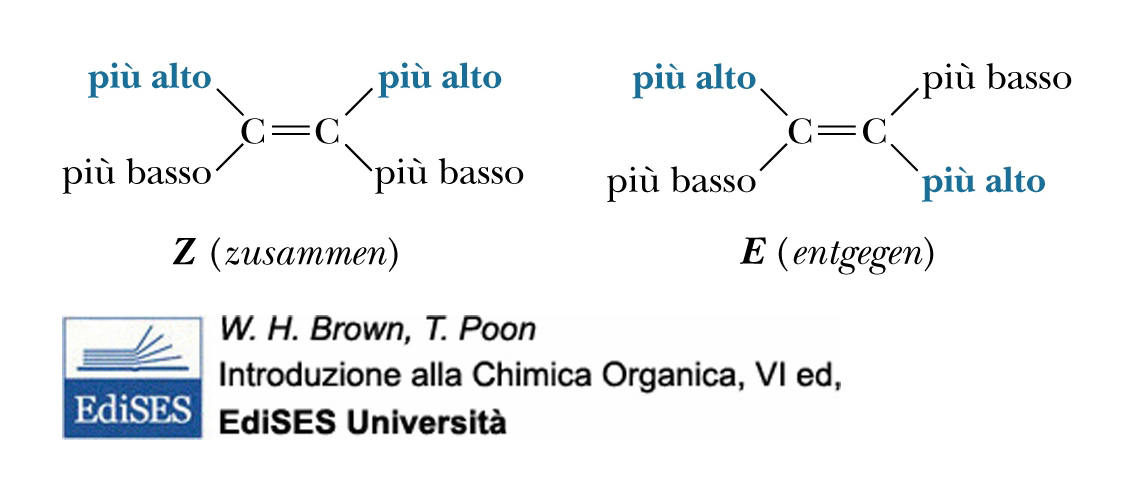 più alto più alto
C=C
più basso più basso
Z (zusammen)
più alto più basso
C=C
più basso più alto
E (entgegen)
EdiSES
W. H. Brown, T. Poon
Introduzione alla Chimica Organica, VI ed,
EdiSES Università